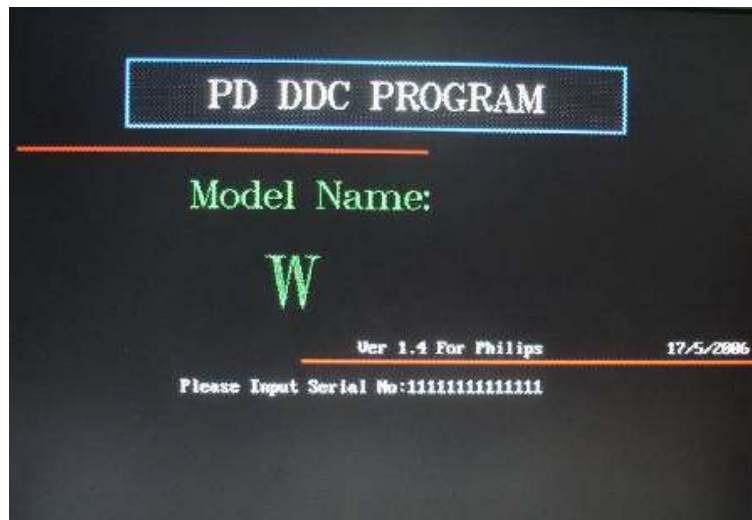 PD DDC PROGRAM
Model Name:
W
Ver 1.4 For Philips 17/5/2006
Please Input Serial No:11111111111111